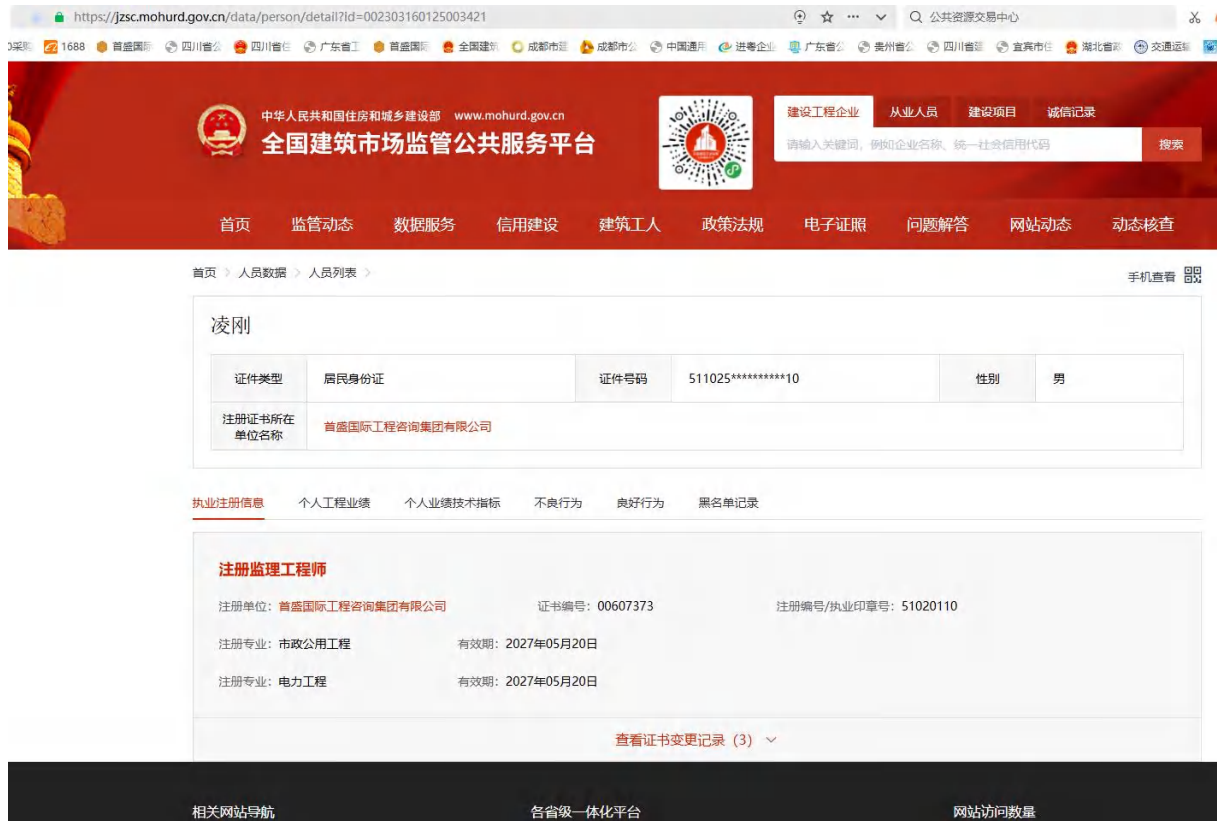 https://jzsc.mohurd.gov.cn/data/person/detail?id=002303160125003421
公共资源交易中心
1688 首盛国际 四川省公 四川省住 广东省工 首盛国际 全国建筑 成都市 成都市公 中国通用 进粤企业 广东省公 贵州省公 四川省 宜宾市住 湖北省 交通运输
中华人民共和国住房和城乡建设部 www.mohurd.gov.cn
全国建筑市场监管公共服务平台
建设工程企业 从业人员 建设项目 诚信记录
请输入关键词，例如企业名称、统一社会信用代码 搜索
首页 监管动态 数据服务 信用建设 建筑工人 政策法规 电子证照 问题解答 网站动态 动态核查
首页 > 人员数据 > 人员列表 >
手机查看
凌刚
证件类型 居民身份证 证件号码 511025**********10 性别 男
注册证书所在
单位名称
首盛国际工程咨询集团有限公司
执业注册信息 个人工程业绩 个人业绩技术指标 不良行为 良好行为 黑名单记录
注册监理工程师
注册单位：首盛国际工程咨询集团有限公司 证书编号：00607373 注册编号/执业印章号：51020110
注册专业：市政公用工程 有效期：2027年05月20日
注册专业：电力工程 有效期：2027年05月20日
查看证书变更记录（3）
相关网站导航 各省级一体化平台 网站访问数量